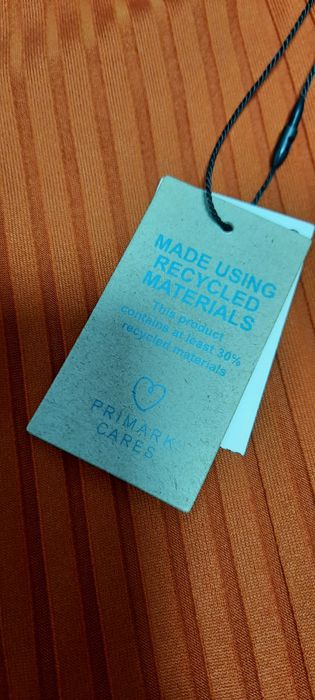 MADE USING
RECYCLED
MATERIALS
This product
contains at least 30%
recycled materials
PRIMARK
CARES